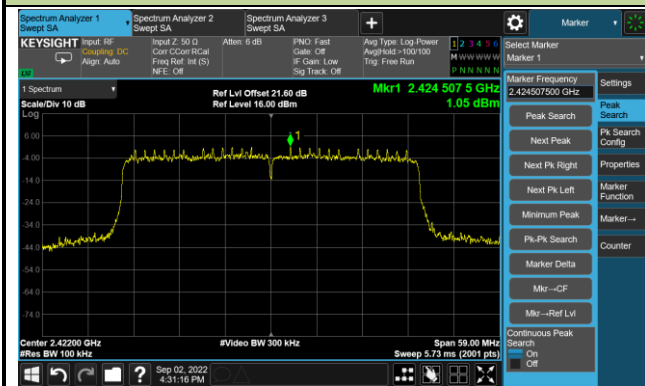 Spectrum Analyzer 1
Swept SA
Spectrum Analyzer 2
Swept SA
Spectrum Analyzer 3
Swept SA
+
Marker
KEYSIGHT
Input: RF
Coupling: DC
Align: Auto
Input Z: 50 Ω
Corr CCorr RCal
Freq Ref: Int (S)
NFE: Off
Atten: 6 dB
PNO: Fast
Gate: Off
IF Gain: Low
Sig Track: Off
Avg Type: Log-Power
Avg|Hold:>100/100
Trig: Free Run
1 2 3 4 5 6
M W W W W W
P N N N N N
LXI
Select Marker
Marker 1
1 Spectrum
Scale/Div 10 dB
Log
Ref Lvl Offset 21.60 dB
Ref Level 16.00 dBm
Mkr1 2.424 507 5 GHz
1.05 dBm
1
6.00
-4.00
-14.0
-24.0
-34.0
-44.0
-54.0
-64.0
-74.0
Center 2.42200 GHz
#Res BW 100 kHz
#Video BW 300 kHz
Span 59.00 MHz
Sweep 5.73 ms (2001 pts)
Marker Frequency
2.424507500 GHz
Peak Search
Next Peak
Next Pk Right
Next Pk Left
Minimum Peak
Pk-Pk Search
Marker Delta
Mkr→CF
Mkr→Ref Lvl
Continuous Peak
Search
On
Off
Settings
Peak
Search
Pk Search
Config
Properties
Marker
Function
Marker→
Counter
?
Sep 02, 2022
4:31:16 PM